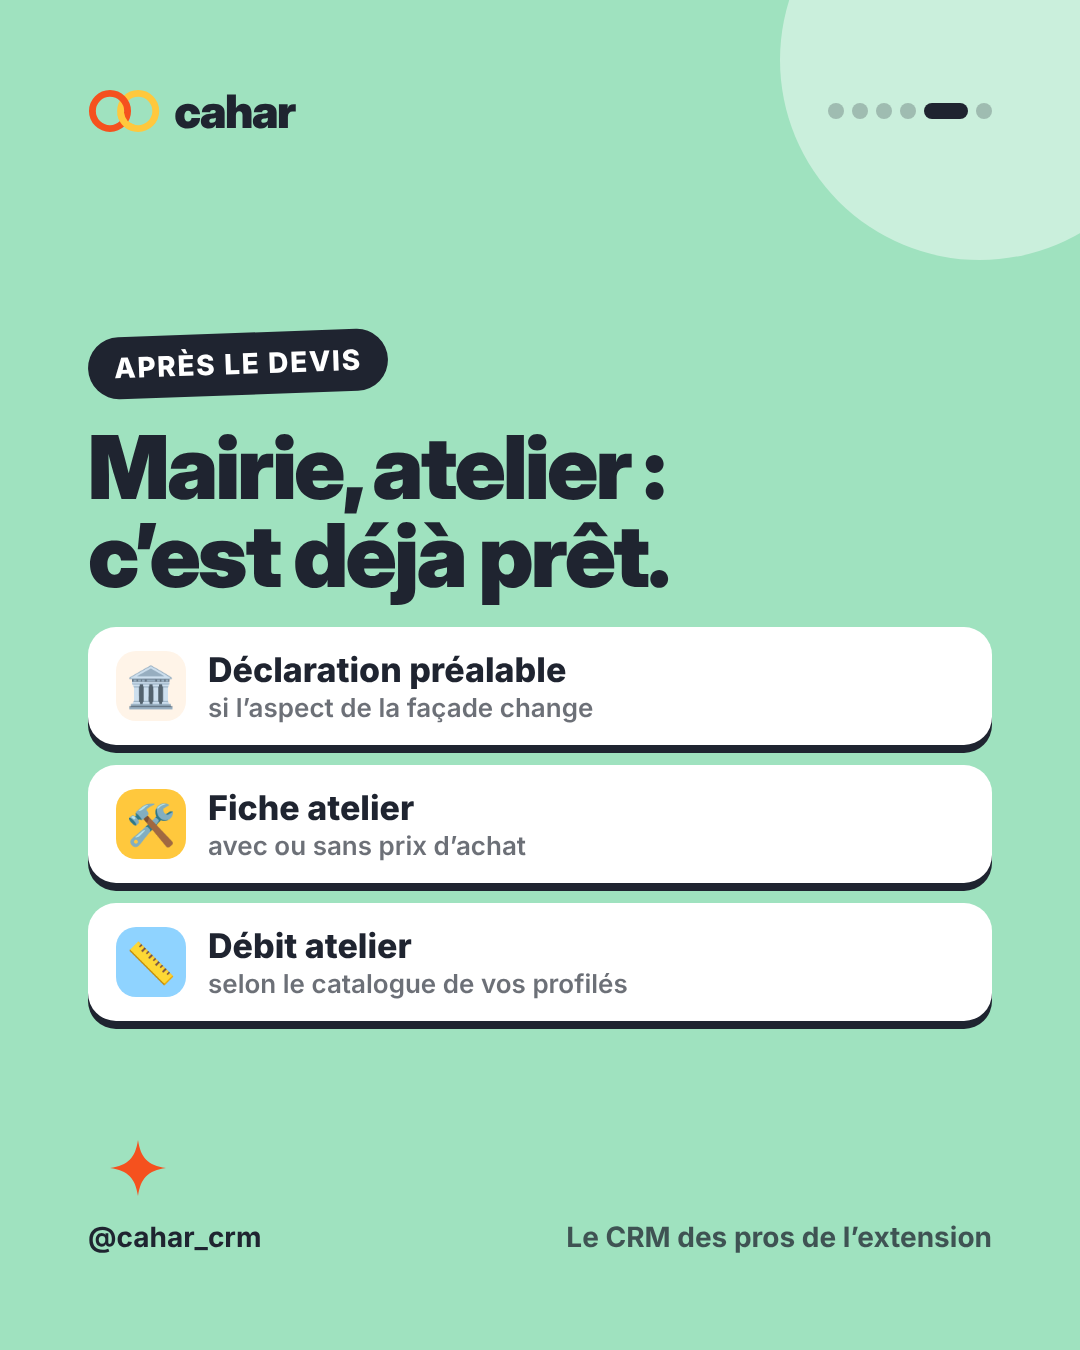 cahar
APRÈS LE DEVIS
Mairie, atelier :
c’est déjà prêt.
Déclaration préalable
si l’aspect de la façade change
Fiche atelier
avec ou sans prix d’achat
Débit atelier
selon le catalogue de vos profilés
@cahar_crm
Le CRM des pros de l’extension